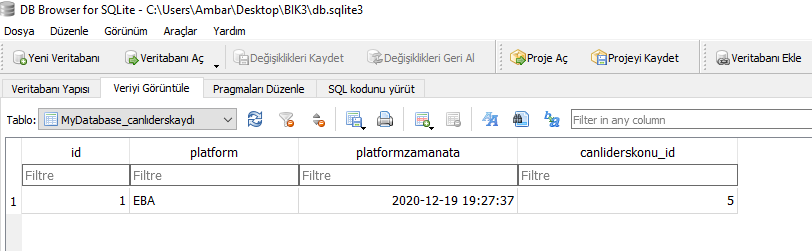 DB Browser for SQLite - C:\Users\Ambar\Desktop\BIK3\db.sqlite3
Dosya Düzenle Görünüm Araçlar Yardım
Yeni Veritabanı Veritabanı Aç Değişiklikleri Kaydet Değişiklikleri Geri Al Proje Aç Projeyi Kaydet Veritabanı Ekle
Veritabanı Yapısı Veriyi Görüntüle Pragmaları Düzenle SQL kodunu yürüt
Tablo: MyDatabase_canlıderskaydı Filter in any column
id platform platformzamanata canliderskonu_id
Filtre Filtre Filtre Filtre
1 1 EBA 2020-12-19 19:27:37 5